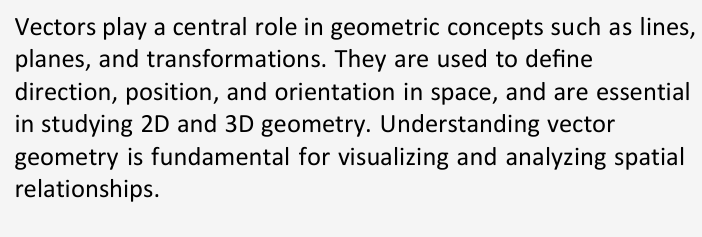 Vectors play a central role in geometric concepts such as lines,
planes, and transformations. They are used to define
direction, position, and orientation in space, and are essential
in studying 2D and 3D geometry. Understanding vector
geometry is fundamental for visualizing and analyzing spatial
relationships.